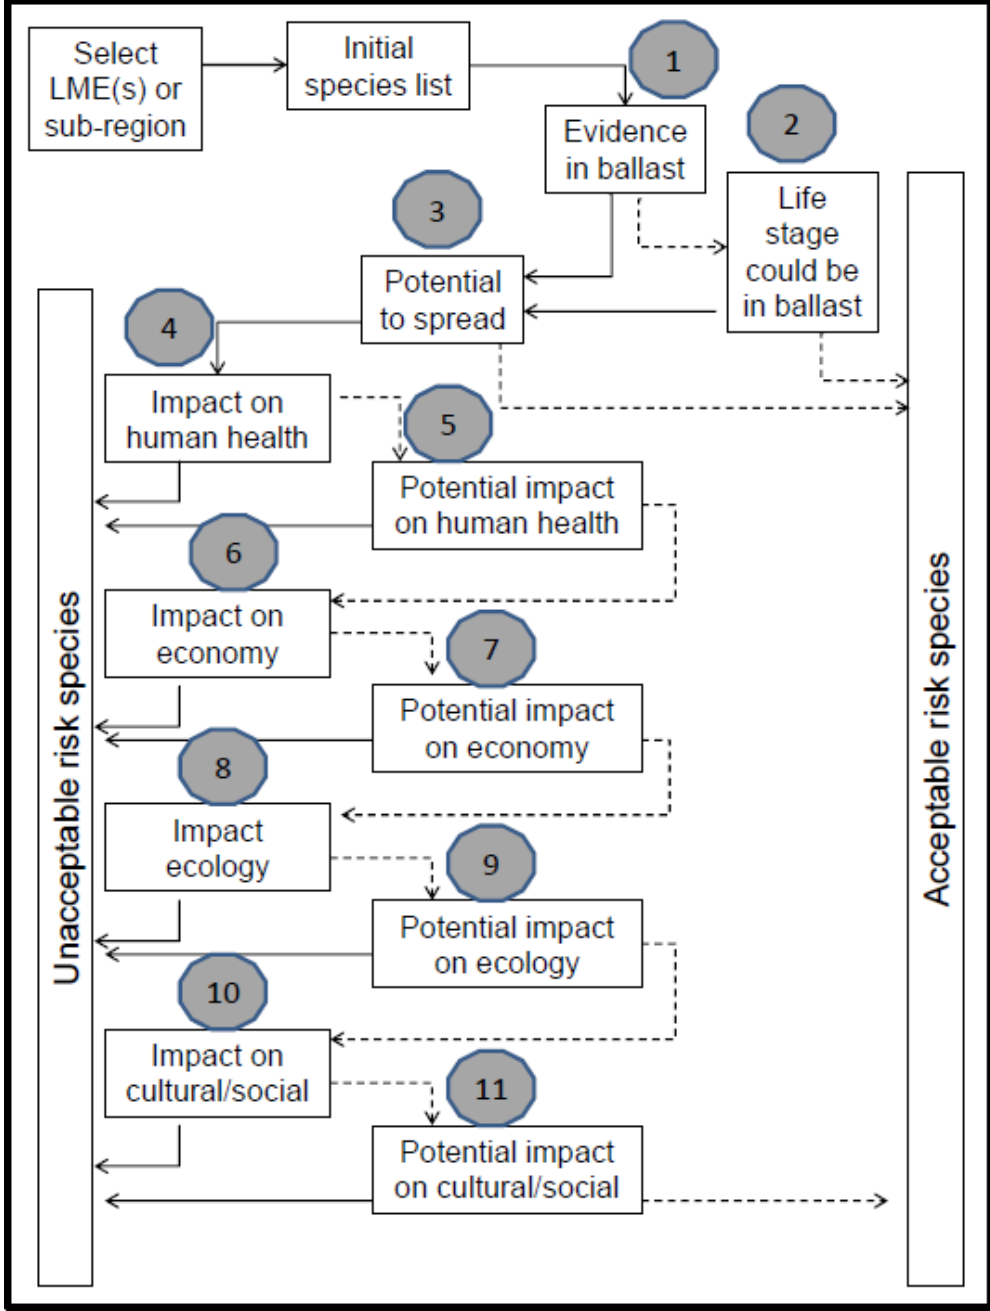 Select
LME(s) or
sub-region
Initial
species list
1
Evidence
in ballast
2
Life
stage
could be
in ballast
3
Potential
to spread
4
Impact on
human health
5
Potential impact
on human health
6
Impact on
economy
7
Potential impact
on economy
8
Impact
ecology
9
Potential impact
on ecology
10
Impact on
cultural/social
11
Potential impact
on cultural/social
Unacceptable risk species
Acceptable risk species